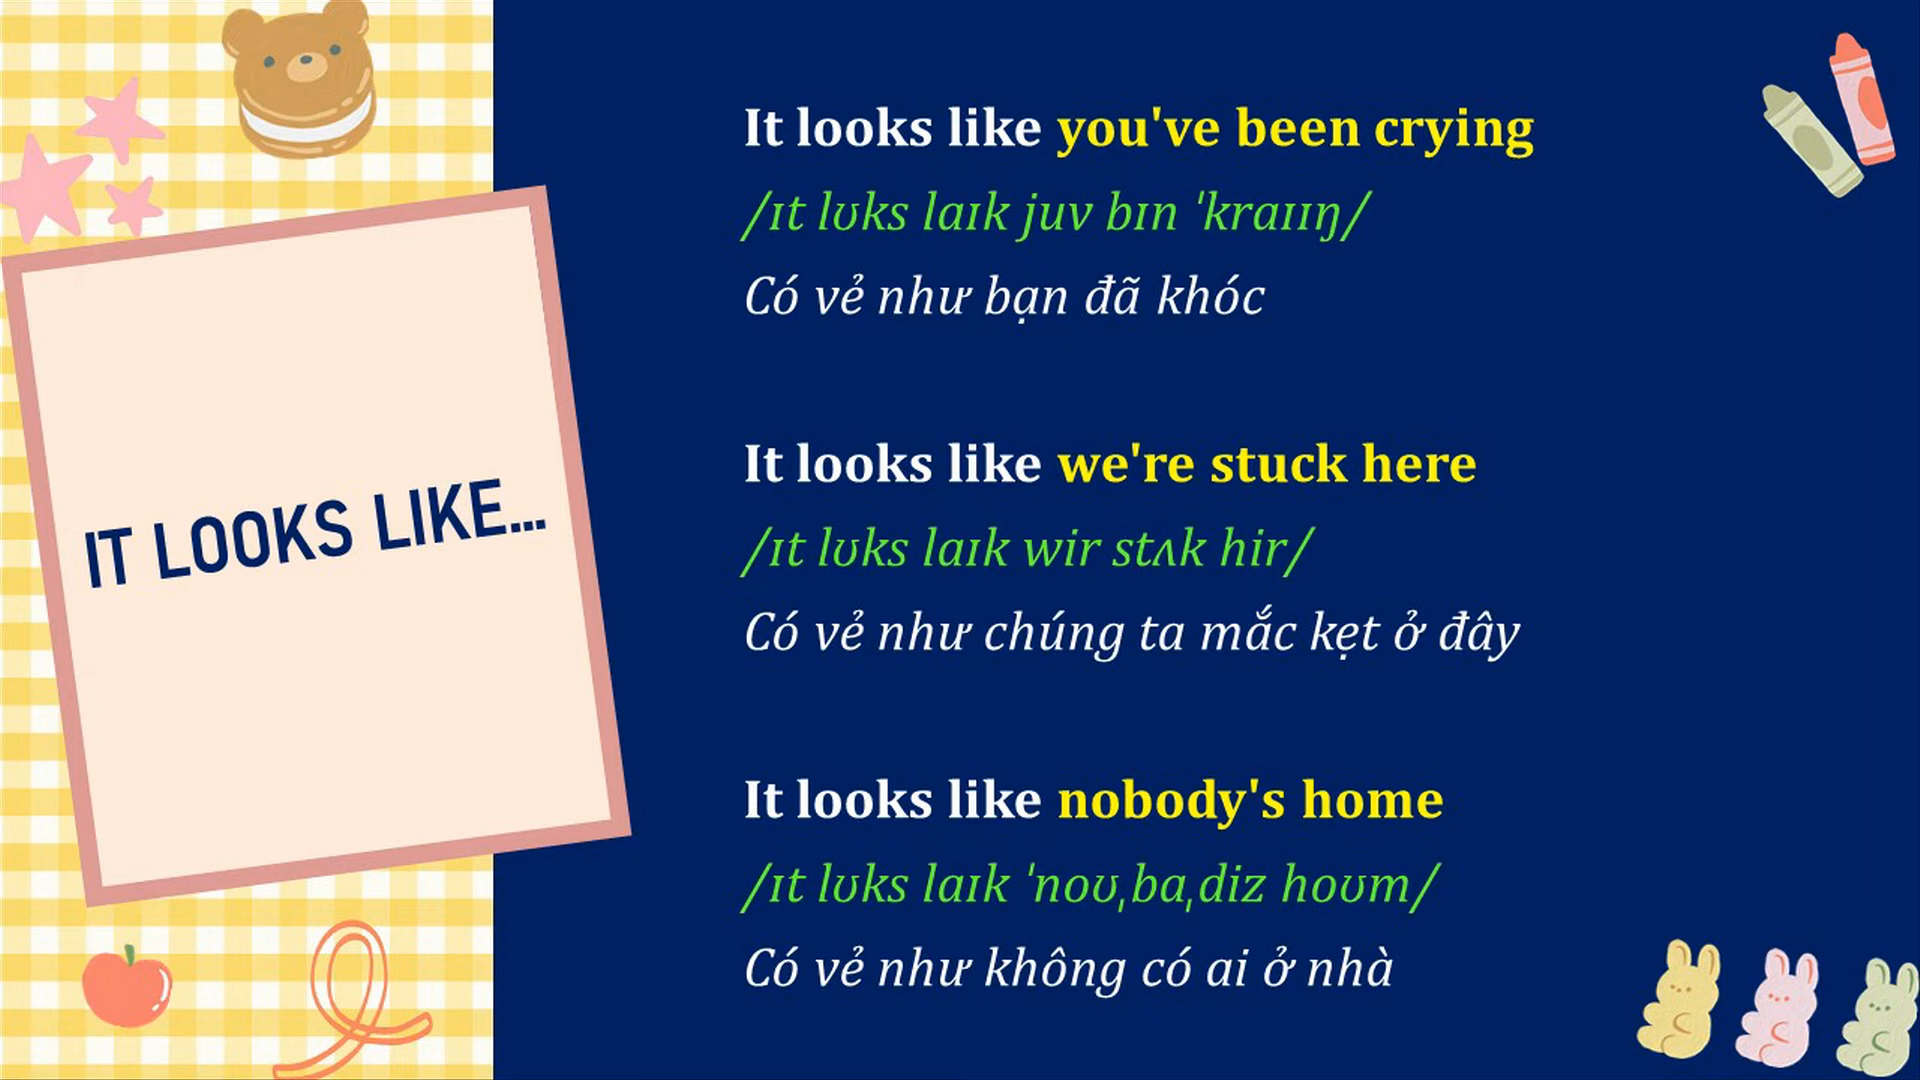 IT LOOKS LIKE...
It looks like you've been crying
/ɪt lʊks laɪk juv bɪn ˈkraɪɪŋ/
Có vẻ như bạn đã khóc
It looks like we're stuck here
/ɪt lʊks laɪk wir stʌk hir/
Có vẻ như chúng ta mắc kẹt ở đây
It looks like nobody's home
/ɪt lʊks laɪk ˈnoʊˌbaˌdiz hoʊm/
Có vẻ như không có ai ở nhà